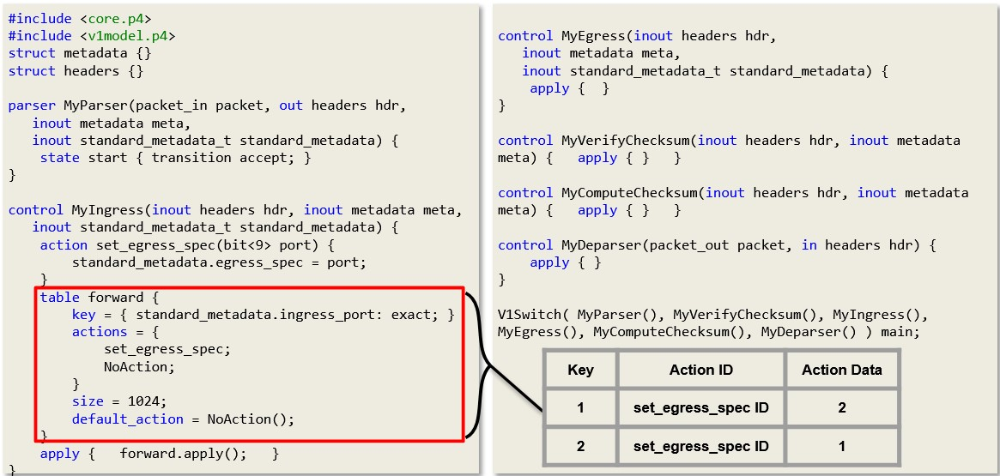 #include <core.p4>
#include <v1model.p4>
struct metadata {}
struct headers {}

parser MyParser(packet_in packet, out headers hdr,
   inout metadata meta,
   inout standard_metadata_t standard_metadata) {
    state start { transition accept; }
}

control MyIngress(inout headers hdr, inout metadata meta,
   inout standard_metadata_t standard_metadata) {
    action set_egress_spec(bit<9> port) {
        standard_metadata.egress_spec = port;
    }
    table forward {
        key = { standard_metadata.ingress_port: exact; }
        actions = {
            set_egress_spec;
            NoAction;
        }
        size = 1024;
        default_action = NoAction();
    }
    apply {   forward.apply();   }
}

control MyEgress(inout headers hdr,
   inout metadata meta,
   inout standard_metadata_t standard_metadata) {
    apply {  }
}

control MyVerifyChecksum(inout headers hdr, inout metadata
meta) {   apply { }   }

control MyComputeChecksum(inout headers hdr, inout metadata
meta) {   apply { }   }

control MyDeparser(packet_out packet, in headers hdr) {
    apply { }
}

V1Switch( MyParser(), MyVerifyChecksum(), MyIngress(),
MyEgress(), MyComputeChecksum(), MyDeparser() ) main;

Key Action ID Action Data
1 set_egress_spec ID 2
2 set_egress_spec ID 1